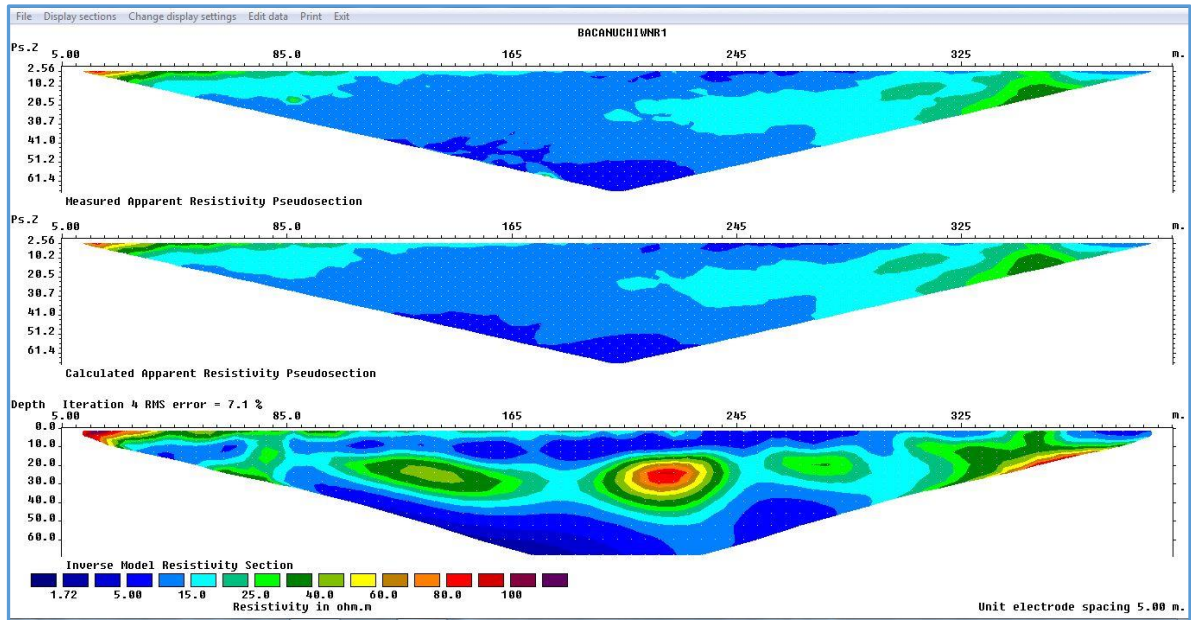 File Display sections Change display settings Edit data Print Exit
BACANUCHIWNR1
Ps.Z 5.00 85.0 165 245 325 m.
2.56
10.2
20.5
30.7
41.0
51.2
61.4
Measured Apparent Resistivity Pseudosection
Ps.Z 5.00 85.0 165 245 325 m.
2.56
10.2
20.5
30.7
41.0
51.2
61.4
Calculated Apparent Resistivity Pseudosection
Depth Iteration 4 RMS error = 7.1 %
5.00 85.0 165 245 325 m.
0.0
10.0
20.0
30.0
40.0
50.0
60.0
Inverse Model Resistivity Section
1.72 5.00 15.0 25.0 40.0 60.0 80.0 100
Resistivity in ohm.m Unit electrode spacing 5.00 m.